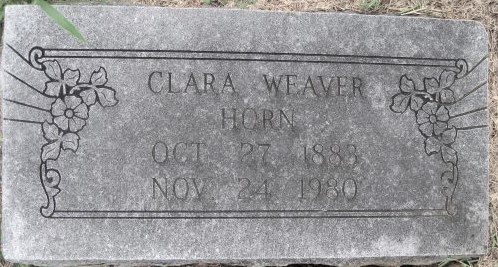 CLARA WEAVER
HORN
OCT. 27 1883
NOV. 24 1980